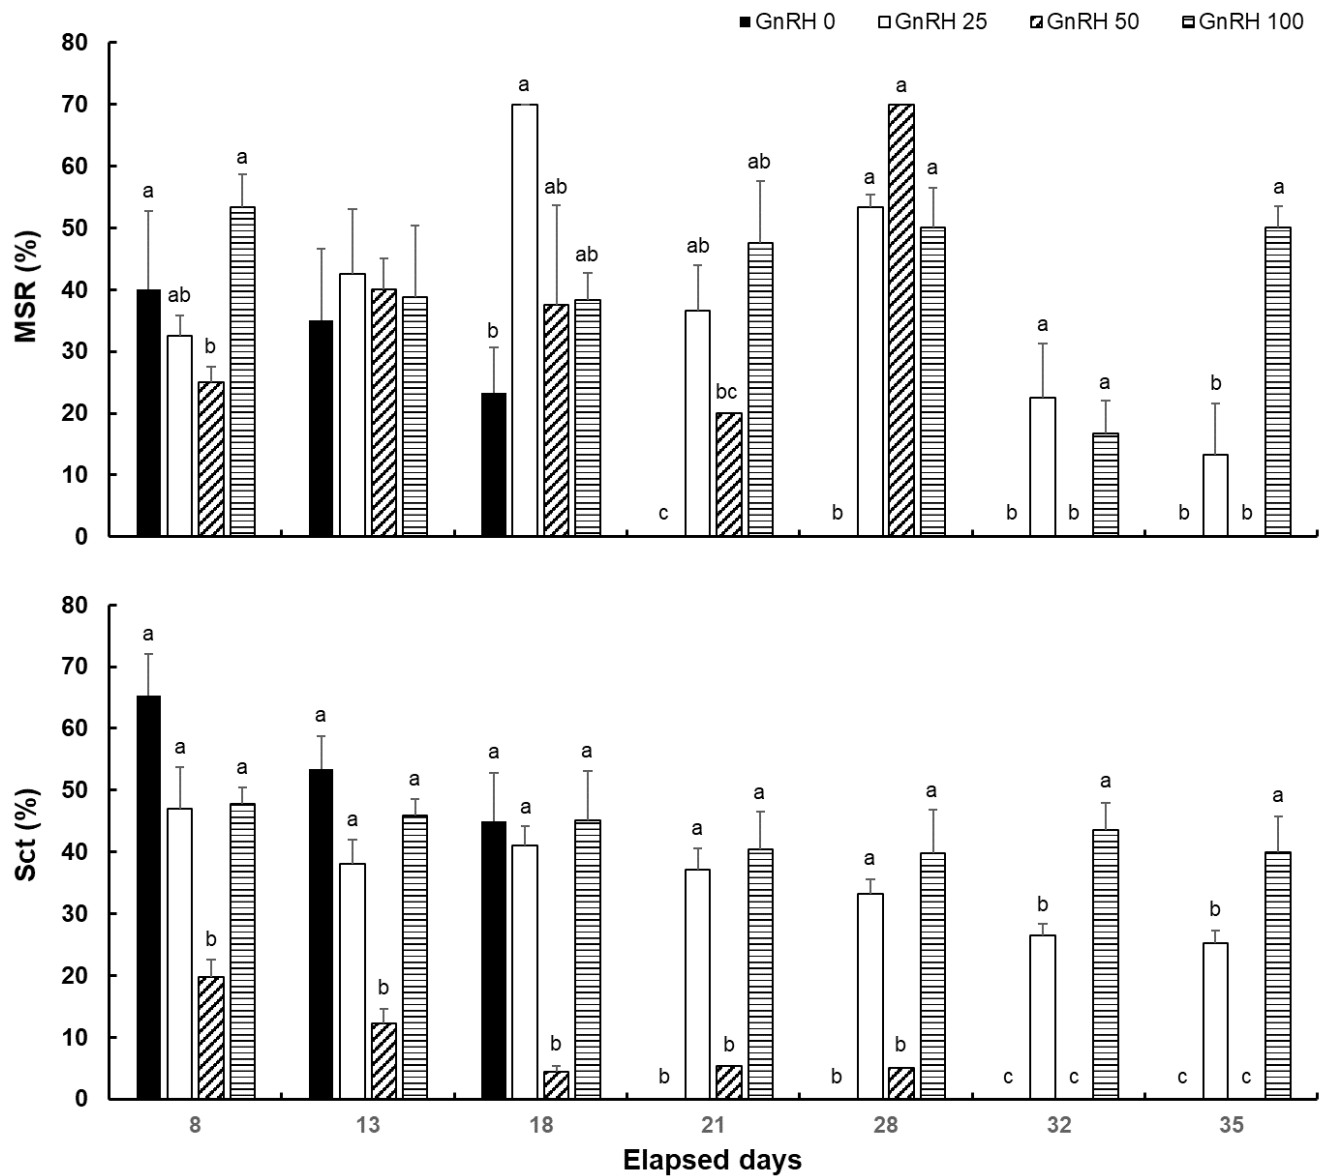 GnRH 0 GnRH 25 GnRH 50 GnRH 100
80
a
70 a
a
60 ab
a a
a ab a
50 a
ab ab
40
ab a
b b
30 b
a
bc b
20
10
c b b b b b
0
MSR (%)
80
a
70
a
60 a a
a a a
50 a a a a a
a a
40 a
b b
30
b
20
b
10 b b b
b b c c c c
0
Sct (%)
8 13 18 21 28 32 35
Elapsed days